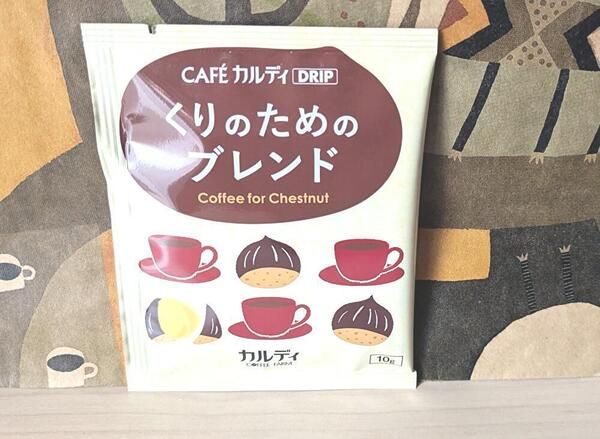 CAFÉ カルディ DRIP
くりのための
ブレンド
Coffee for Chestnut
カルディ
COFFEE FARM
10g